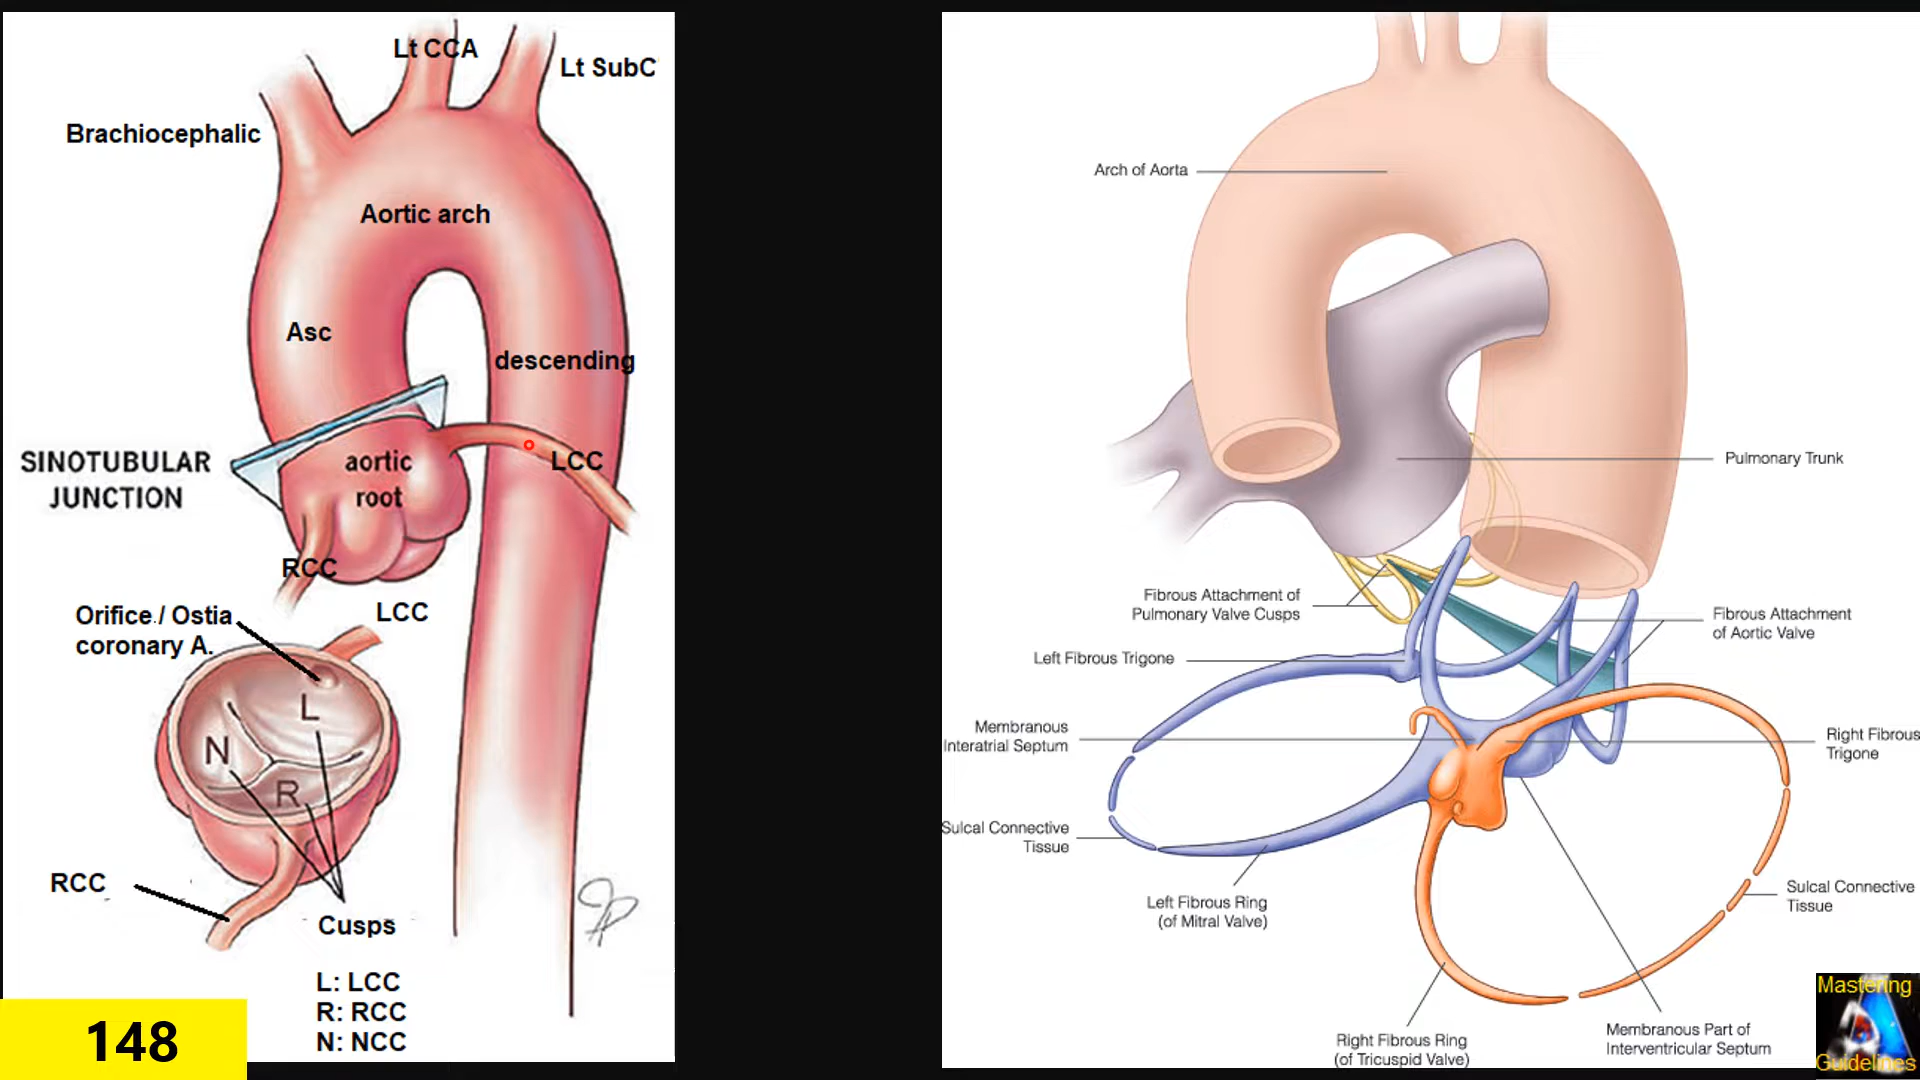 Lt CCA
Lt SubC
Brachiocephalic
Aortic arch
Asc
descending
SINOTUBULAR
JUNCTION
aortic
root
LCC
RCC
LCC
Orifice / Ostia
coronary A.
L
N
R
RCC
Cusps
L: LCC
R: RCC
N: NCC
148
Arch of Aorta
Pulmonary Trunk
Fibrous Attachment of
Pulmonary Valve Cusps
Fibrous Attachment
of Aortic Valve
Left Fibrous Trigone
Membranous
Interatrial Septum
Right Fibrous
Trigone
Sulcal Connective
Tissue
Left Fibrous Ring
(of Mitral Valve)
Sulcal Connective
Tissue
Right Fibrous Ring
(of Tricuspid Valve)
Membranous Part of
Interventricular Septum
Mastering
Guidelines